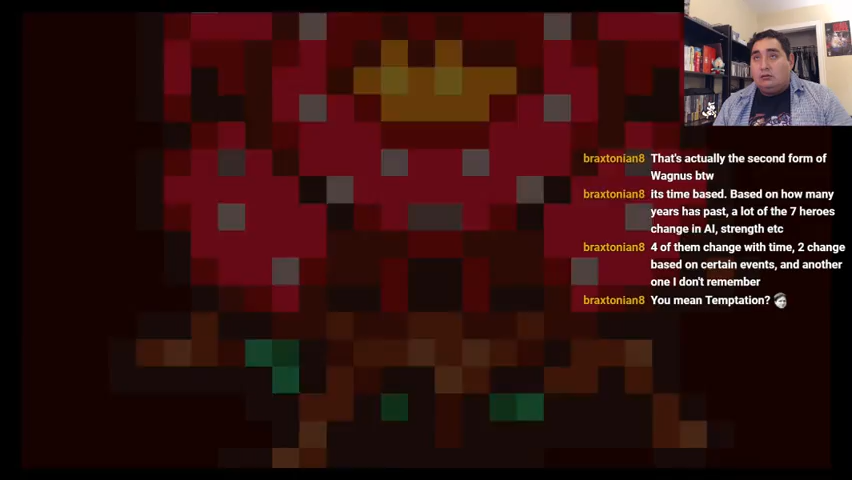 braxtonian8 That's actually the second form of
Wagnus btw
braxtonian8 its time based. Based on how many
years has past, a lot of the 7 heroes
change in AI, strength etc
braxtonian8 4 of them change with time, 2 change
based on certain events, and another
one I don't remember
braxtonian8 You mean Temptation?